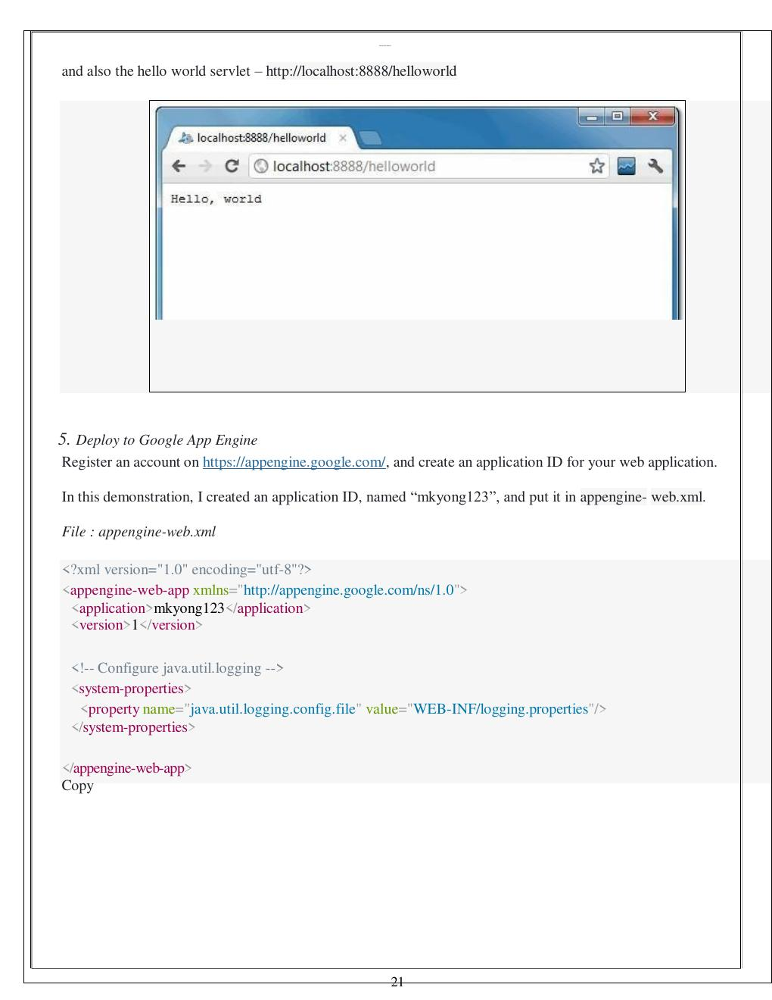 and also the hello world servlet – http://localhost:8888/helloworld
localhost:8888/helloworld
localhost:8888/helloworld
Hello, world
5. Deploy to Google App Engine
Register an account on https://appengine.google.com/, and create an application ID for your web application.
In this demonstration, I created an application ID, named “mkyong123”, and put it in appengine- web.xml.
File : appengine-web.xml
<?xml version="1.0" encoding="utf-8"?>
<appengine-web-app xmlns="http://appengine.google.com/ns/1.0">
<application>mkyong123</application>
<version>1</version>
<!-- Configure java.util.logging -->
<system-properties>
<property name="java.util.logging.config.file" value="WEB-INF/logging.properties"/>
</system-properties>
</appengine-web-app>
Copy
21